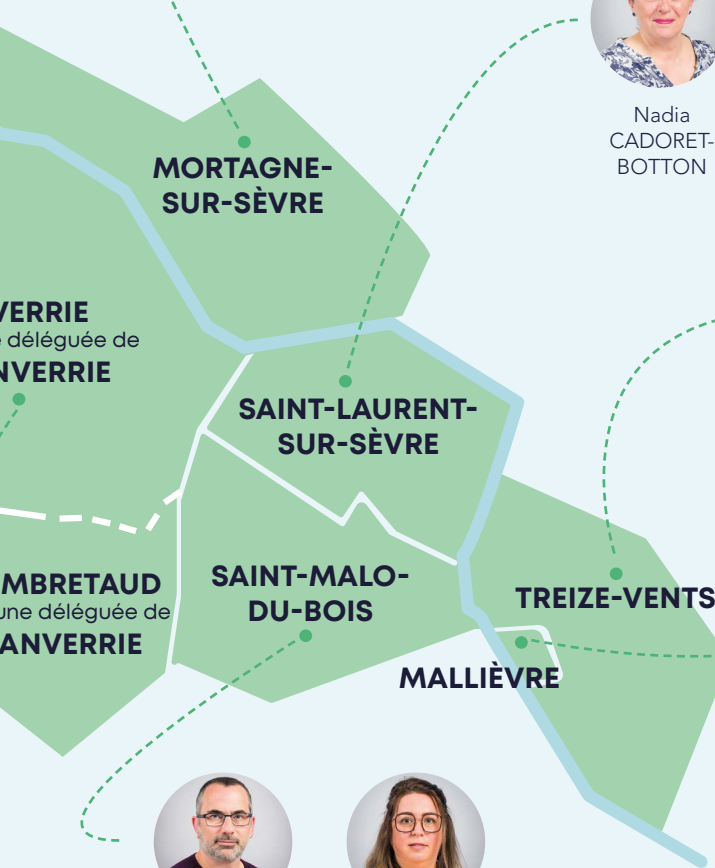 Nadia
CADORET-
BOTTON
MORTAGNE-
SUR-SÈVRE
VERRIE
déléguée de
NVERRIE
SAINT-LAURENT-
SUR-SÈVRE
MBRETAUD
une déléguée de
ANVERRIE
SAINT-MALO-
DU-BOIS
TREIZE-VENTS
MALLIÈVRE